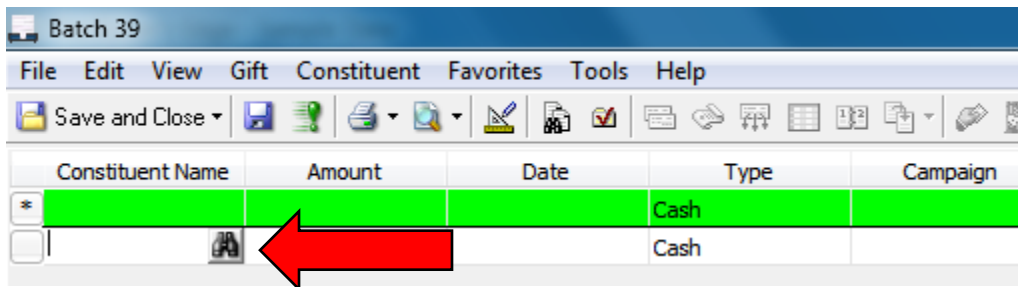 Batch 39
File Edit View Gift Constituent Favorites Tools Help
Save and Close
Constituent Name Amount Date Type Campaign
* Cash
Cash